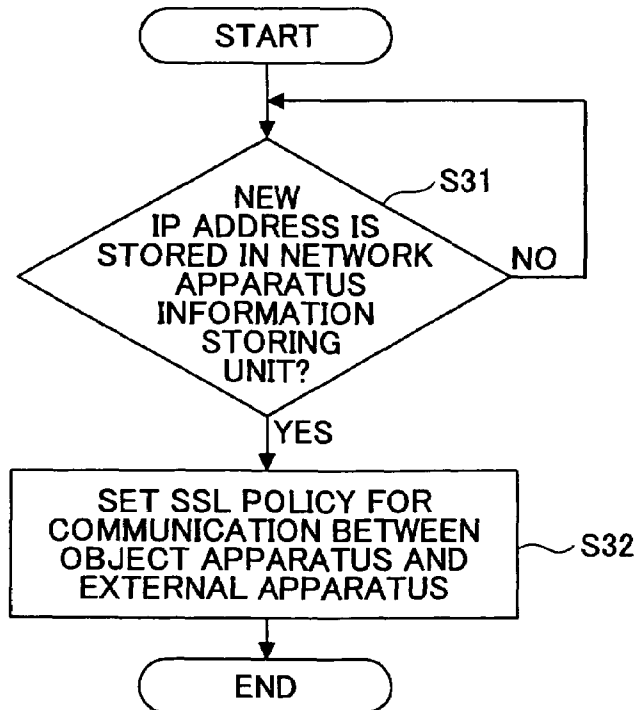 START
S31
NEW
IP ADDRESS IS
STORED IN NETWORK
APPARATUS
INFORMATION
STORING
UNIT?
NO
YES
SET SSL POLICY FOR
COMMUNICATION BETWEEN
OBJECT APPARATUS AND
EXTERNAL APPARATUS
S32
END